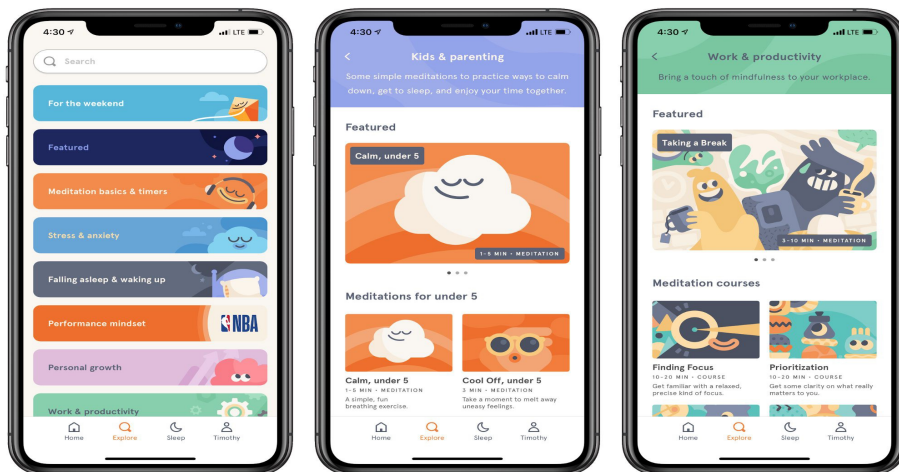 4:30
LTE
Search
For the weekend
Featured
Meditation basics & timers
Stress & anxiety
Falling asleep & waking up
Performance mindset
NBA
Personal growth
Work & productivity
Home
Explore
Sleep
Timothy
4:30
LTE
Kids & parenting
Some simple meditations to practice ways to calm
down, get to sleep, and enjoy your time together.
Featured
Calm, under 5
1-5 MIN • MEDITATION
Meditations for under 5
Calm, under 5
1-5 MIN • MEDITATION
A simple, fun
breathing exercise.
Cool Off, under 5
3 MIN • MEDITATION
Take a moment to melt away
uneasy feelings.
Home
Explore
Sleep
Timothy
4:30
LTE
Work & productivity
Bring a touch of mindfulness to your workplace.
Featured
Taking a Break
3-10 MIN • MEDITATION
Meditation courses
Finding Focus
10-20 MIN • COURSE
Get familiar with a relaxed,
precise kind of focus.
Prioritization
10-20 MIN • COURSE
Get some clarity on what really
matters to you.
Home
Explore
Sleep
Timothy